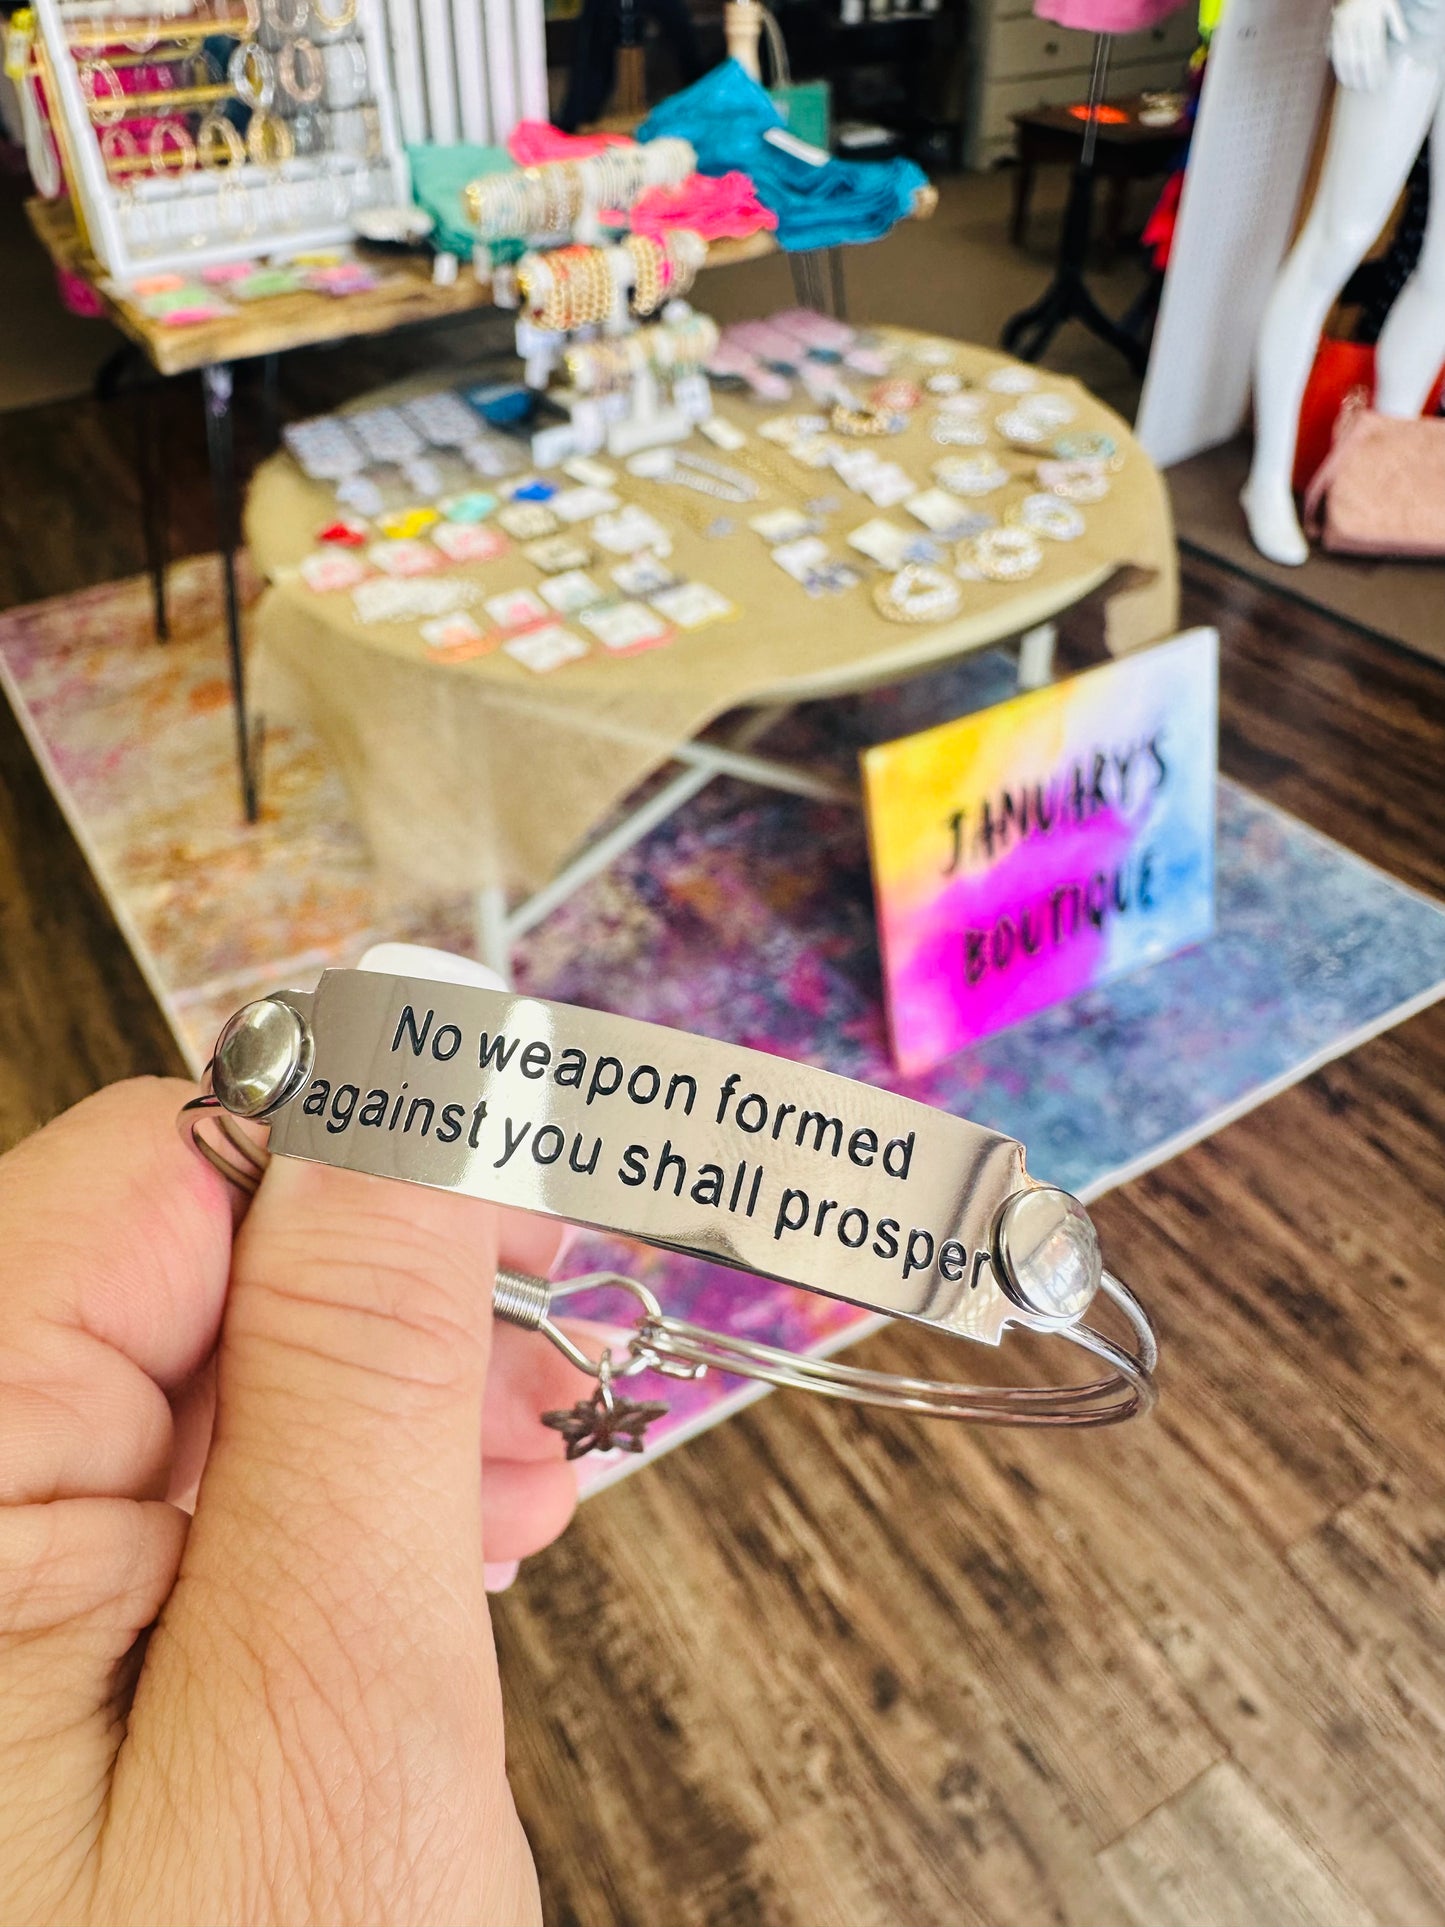 JANUARY'S
BOUTIQUE
No weapon formed
against you shall prosper